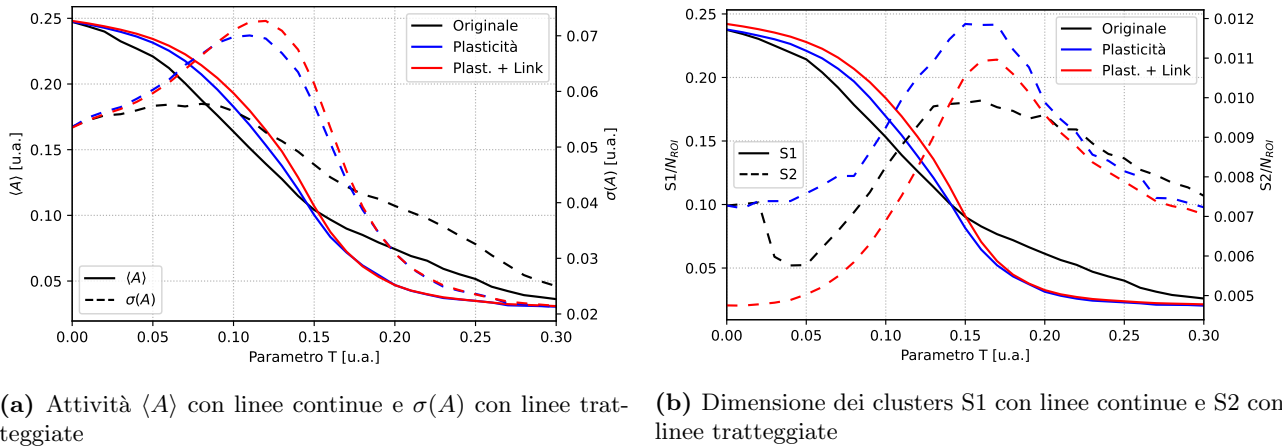 0.25
0.20
0.15
0.10
0.05
⟨A⟩ [u.a.]
Originale
Plasticità
Plast. + Link
⟨A⟩
σ(A)
0.07
0.06
0.05
0.04
0.03
0.02
σ(A) [u.a.]
0.00 0.05 0.10 0.15 0.20 0.25 0.30
Parametro T [u.a.]
0.25
0.20
0.15
0.10
0.05
S1/N_ROI
Originale
Plasticità
Plast. + Link
S1
S2
0.012
0.011
0.010
0.009
0.008
0.007
0.006
0.005
S2/N_ROI
0.00 0.05 0.10 0.15 0.20 0.25 0.30
Parametro T [u.a.]
(a) Attività ⟨A⟩ con linee continue e σ(A) con linee trat-
teggiate
(b) Dimensione dei clusters S1 con linee continue e S2 con
linee tratteggiate